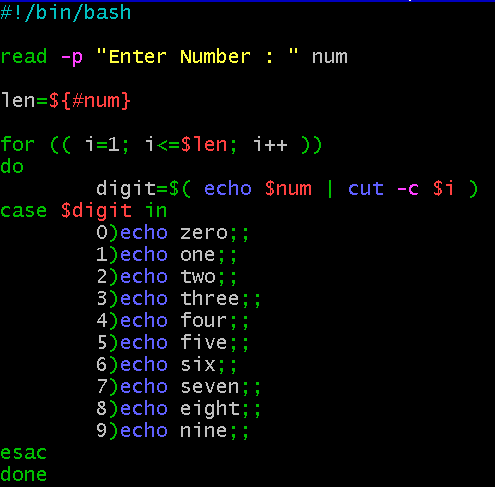 #!/bin/bash
read -p "Enter Number : " num
len=${#num}
for (( i=1; i<=$len; i++ ))
do
        digit=$( echo $num | cut -c $i )
case $digit in
        0)echo zero;;
        1)echo one;;
        2)echo two;;
        3)echo three;;
        4)echo four;;
        5)echo five;;
        6)echo six;;
        7)echo seven;;
        8)echo eight;;
        9)echo nine;;
esac
done